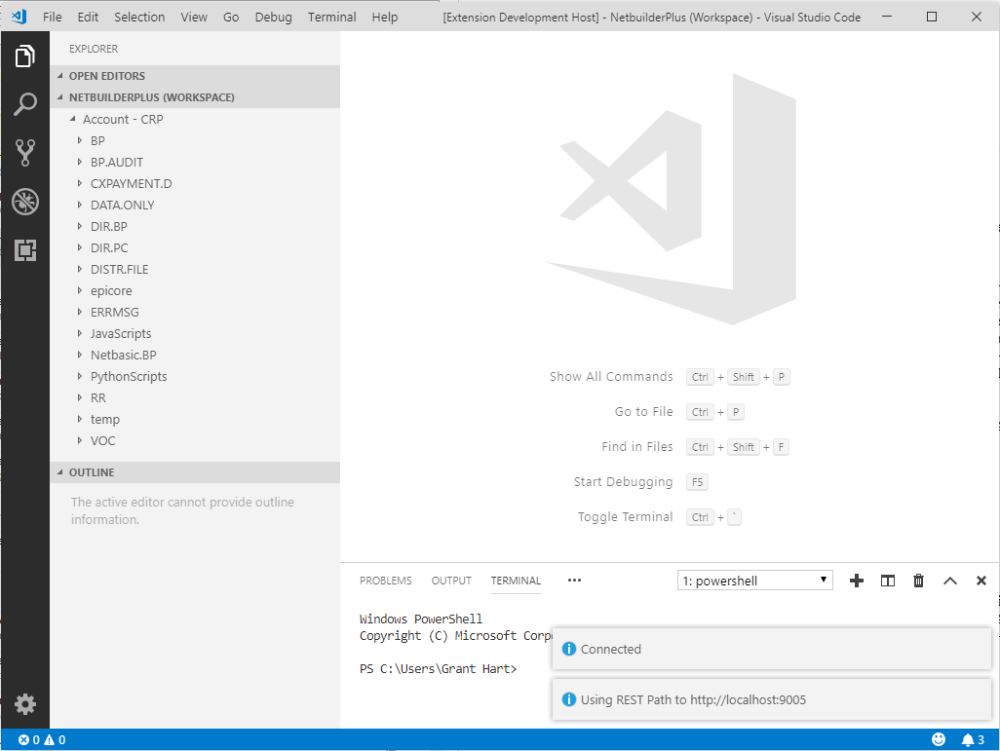 File Edit Selection View Go Debug Terminal Help [Extension Development Host] - NetbuilderPlus (Workspace) - Visual Studio Code
EXPLORER
OPEN EDITORS
NETBUILDERPLUS (WORKSPACE)
Account - CRP
BP
BP.AUDIT
CXPAYMENT.D
DATA.ONLY
DIR.BP
DIR.PC
DISTR.FILE
epicore
ERRMSG
JavaScripts
Netbasic.BP
PythonScripts
RR
temp
VOC
OUTLINE
The active editor cannot provide outline
information.
Show All Commands Ctrl + Shift + P
Go to File Ctrl + P
Find in Files Ctrl + Shift + F
Start Debugging F5
Toggle Terminal Ctrl + `
PROBLEMS OUTPUT TERMINAL ••• 1: powershell
Windows PowerShell
Copyright (C) Microsoft Corpo
PS C:\Users\Grant Hart>
Connected
Using REST Path to http://localhost:9005
0 0 3